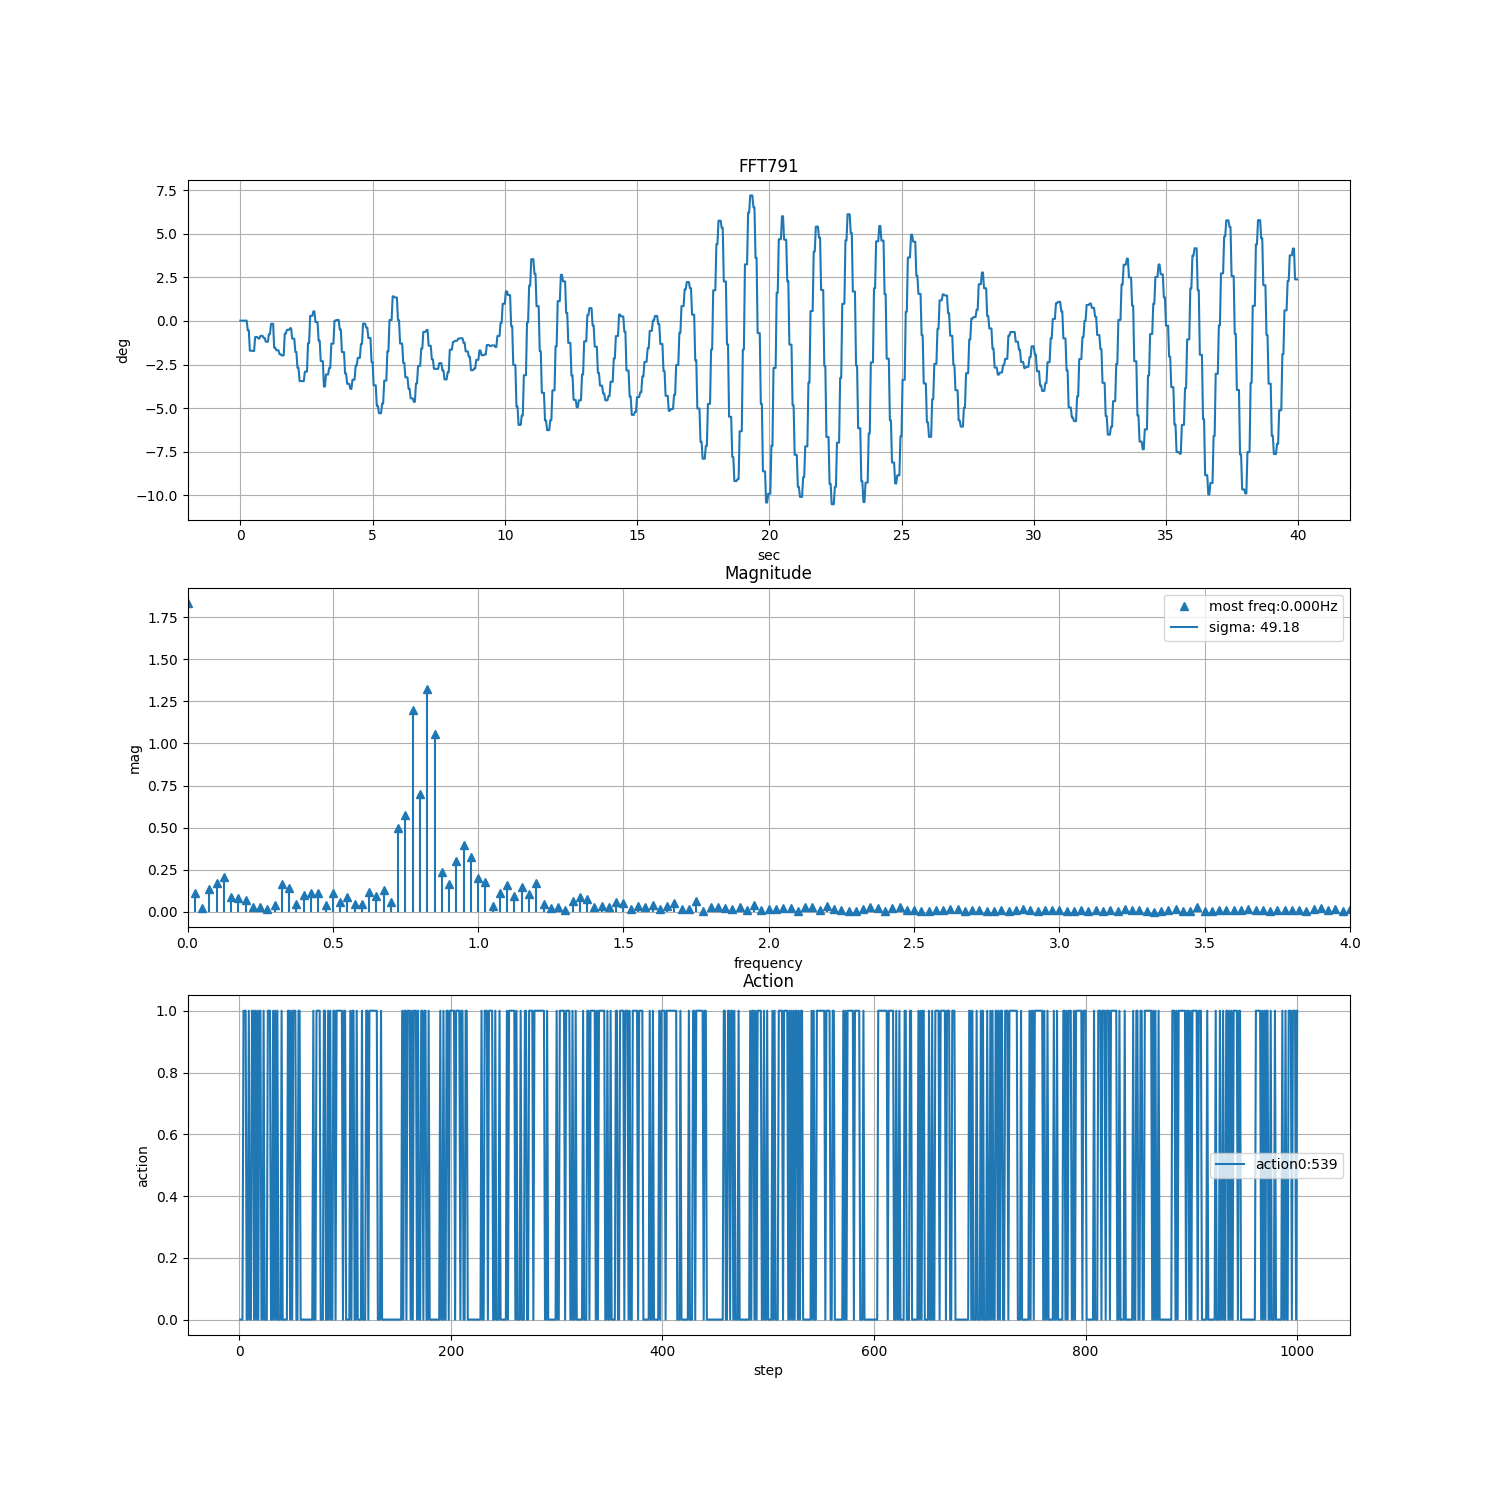 FFT791
7.5
5.0
2.5
0.0
−2.5
−5.0
−7.5
−10.0
deg
0 5 10 15 20 25 30 35 40
sec
Magnitude
1.75
1.50
1.25
1.00
0.75
0.50
0.25
0.00
mag
most freq:0.000Hz
sigma: 49.18
0.0 0.5 1.0 1.5 2.0 2.5 3.0 3.5 4.0
frequency
Action
1.0
0.8
0.6
0.4
0.2
0.0
action
action0:539
0 200 400 600 800 1000
step